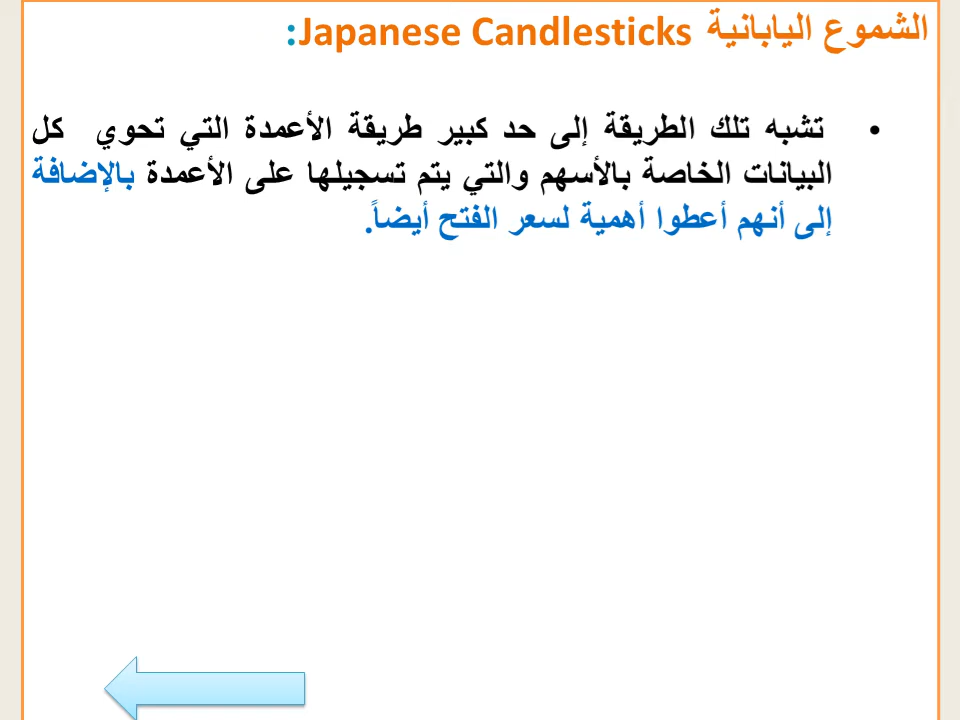 الشموع اليابانية Japanese Candlesticks:
• تشبه تلك الطريقة إلى حد كبير طريقة الأعمدة التي تحوي كل
البيانات الخاصة بالأسهم والتي يتم تسجيلها على الأعمدة بالإضافة
إلى أنهم أعطوا أهمية لسعر الفتح أيضاً.